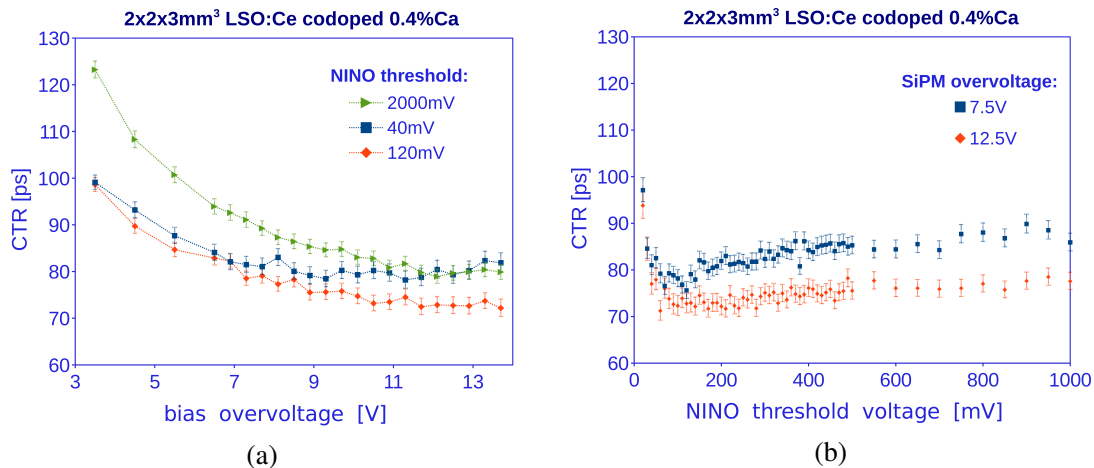 2x2x3mm³ LSO:Ce codoped 0.4%Ca
130
120
110
100
90
80
70
60
3 5 7 9 11 13
CTR [ps]
bias overvoltage [V]
NINO threshold:
2000mV
40mV
120mV
(a)
2x2x3mm³ LSO:Ce codoped 0.4%Ca
130
120
110
100
90
80
70
60
0 200 400 600 800 1000
CTR [ps]
NINO threshold voltage [mV]
SiPM overvoltage:
7.5V
12.5V
(b)